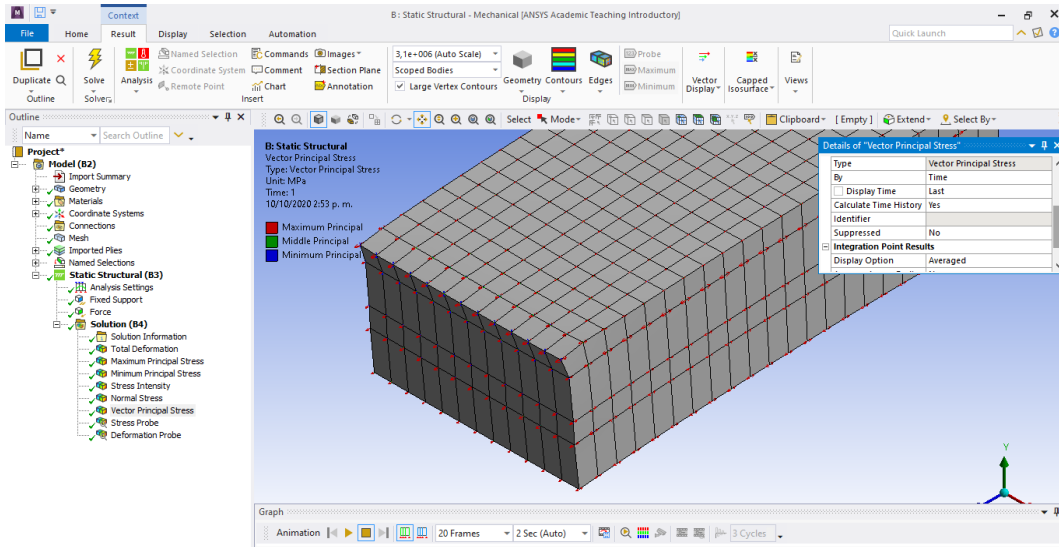 Context
B : Static Structural - Mechanical [ANSYS Academic Teaching Introductory]
File Home Result Display Selection Automation Quick Launch
Duplicate Q Solve Analysis Named Selection Coordinate System Remote Point Commands Comment Chart Images Section Plane Annotation
3,1e+006 (Auto Scale)
Scoped Bodies
Large Vertex Contours
Geometry Contours Edges Probe Maximum Minimum Vector Display Capped Isosurface Views
Outline Solver Insert Display
Outline
Name Search Outline
Select Mode Clipboard [ Empty ] Extend Select By
Project*
Model (B2)
Import Summary
Geometry
Materials
Coordinate Systems
Connections
Mesh
Imported Plies
Named Selections
Static Structural (B3)
Analysis Settings
Fixed Support
Force
Solution (B4)
Solution Information
Total Deformation
Maximum Principal Stress
Minimum Principal Stress
Stress Intensity
Normal Stress
Vector Principal Stress
Stress Probe
Deformation Probe
B: Static Structural
Vector Principal Stress
Type: Vector Principal Stress
Unit: MPa
Time: 1
10/10/2020 2:53 p. m.
Maximum Principal
Middle Principal
Minimum Principal
Details of "Vector Principal Stress"
Type Vector Principal Stress
By Time
Display Time Last
Calculate Time History Yes
Identifier
Suppressed No
Integration Point Results
Display Option Averaged
Y
Graph
Animation 20 Frames 2 Sec (Auto) 3 Cycles